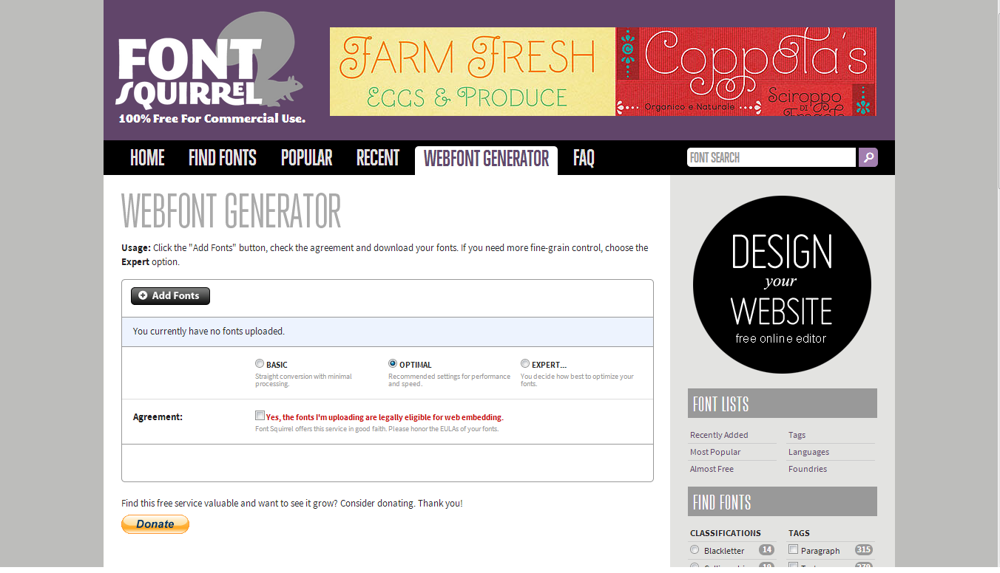 FONT
SQUIRREL
100% Free For Commercial Use.
FARM FRESH
EGGS & PRODUCE
Coppola's
Organico e Naturale
Sciroppo
DI
Fragola
HOME FIND FONTS POPULAR RECENT WEBFONT GENERATOR FAQ FONT SEARCH
WEBFONT GENERATOR
Usage: Click the "Add Fonts" button, check the agreement and download your fonts. If you need more fine-grain control, choose the
Expert option.
Add Fonts
You currently have no fonts uploaded.
BASIC
Straight conversion with minimal
processing.
OPTIMAL
Recommended settings for performance
and speed.
EXPERT...
You decide how best to optimize your
fonts.
Agreement:
Yes, the fonts I'm uploading are legally eligible for web embedding.
Font Squirrel offers this service in good faith. Please honor the EULAs of your fonts.
Find this free service valuable and want to see it grow? Consider donating. Thank you!
Donate
DESIGN
your
WEBSITE
free online editor
FONT LISTS
Recently Added Tags
Most Popular Languages
Almost Free Foundries
FIND FONTS
CLASSIFICATIONS TAGS
Blackletter 14 Paragraph 315